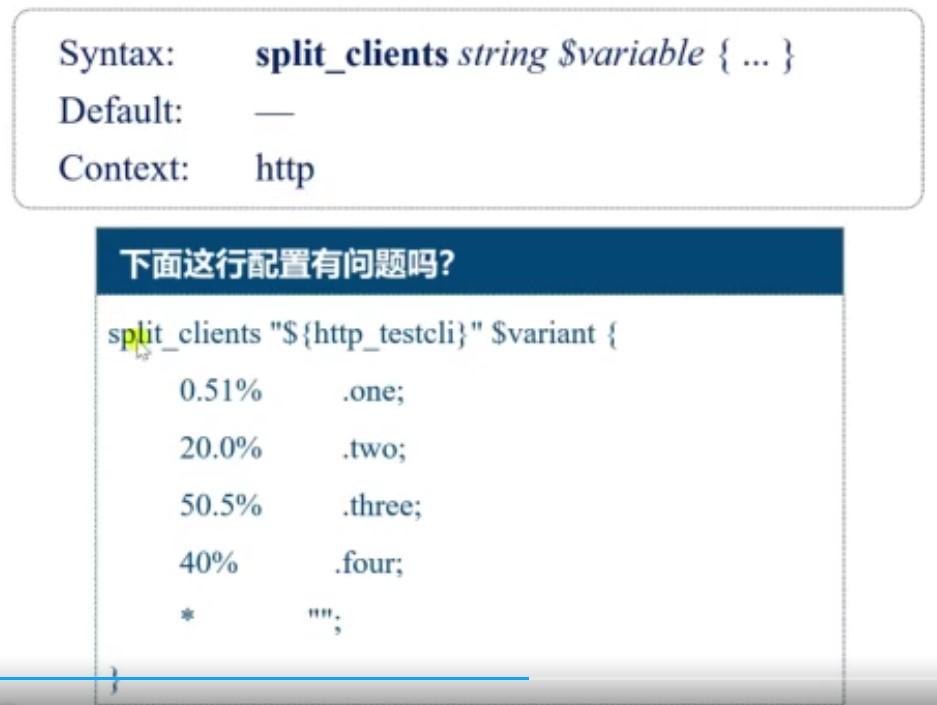 Syntax: split_clients string $variable { ... }
Default: —
Context: http
下面这行配置有问题吗?
split_clients "${http_testcli}" $variant {
0.51% .one;
20.0% .two;
50.5% .three;
40% .four;
* "";
}